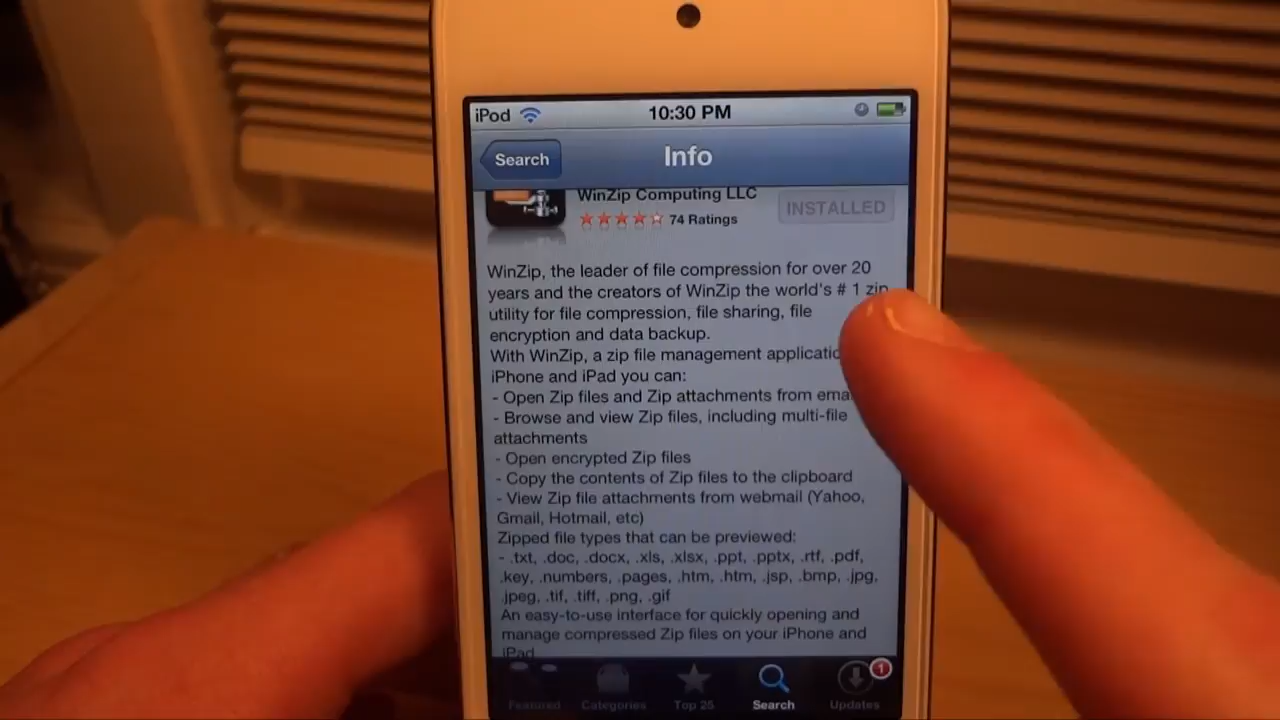 iPod 10:30 PM
Search Info
WinZip Computing LLC
74 Ratings INSTALLED
WinZip, the leader of file compression for over 20
years and the creators of WinZip the world's # 1 zip
utility for file compression, file sharing, file
encryption and data backup.
With WinZip, a zip file management
iPhone and iPad you can:
- Open Zip files and Zip attachments from
- Browse and view Zip files, including multi-file
attachments
- Open encrypted Zip files
- Copy the contents of Zip files to the clipboard
- View Zip file attachments from webmail (Yahoo,
Gmail, Hotmail, etc)
Zipped file types that can be previewed:
- .txt, .doc, .docx, .xls, .xlsx, .ppt, .pptx, .rtf, .pdf,
.key, .numbers, .pages, .htm, .htm, .jsp, .bmp, .jpg,
.jpeg, .tif, .tiff, .png, .gif
An easy-to-use interface for quickly opening and
manage compressed Zip files on your iPhone and
iPad
1
Featured Categories Top 25 Search Updates